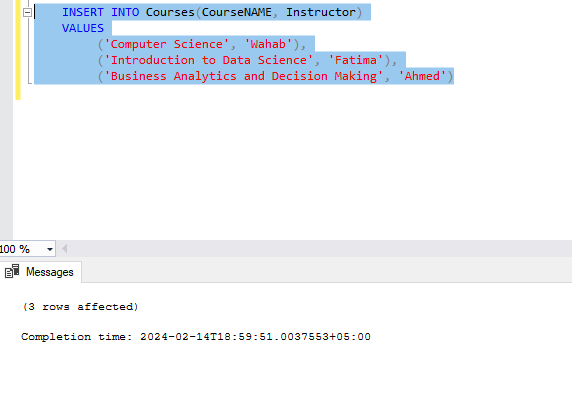 INSERT INTO Courses(CourseNAME, Instructor)
VALUES
('Computer Science', 'Wahab'),
('Introduction to Data Science', 'Fatima'),
('Business Analytics and Decision Making', 'Ahmed')
100 %
Messages
(3 rows affected)
Completion time: 2024-02-14T18:59:51.0037553+05:00